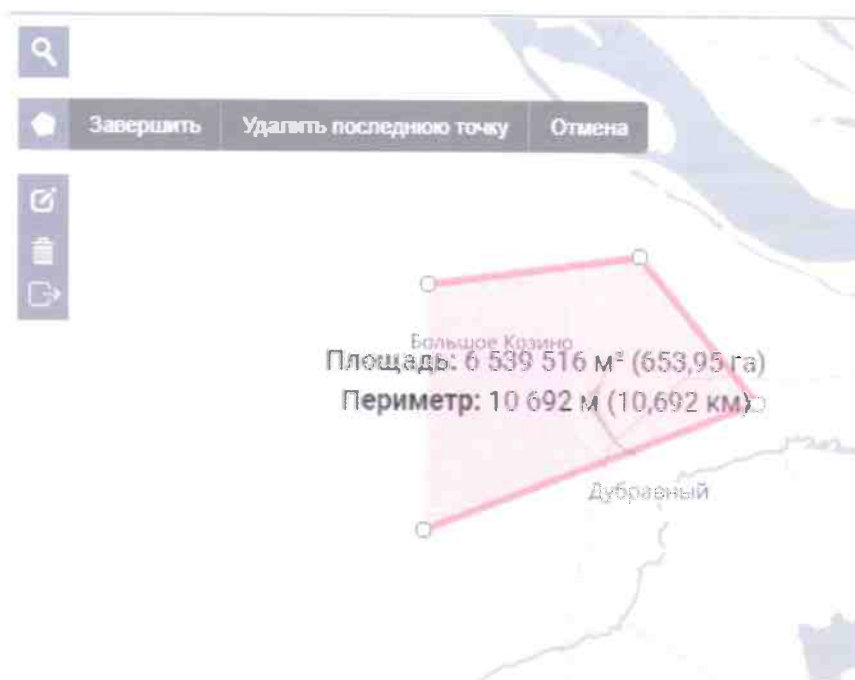 Завершить Удалить последнюю точку Отмена
Большое Козино
Площадь: 6 539 516 м² (653,95 га)
Периметр: 10 692 м (10,692 км)
Дубравный